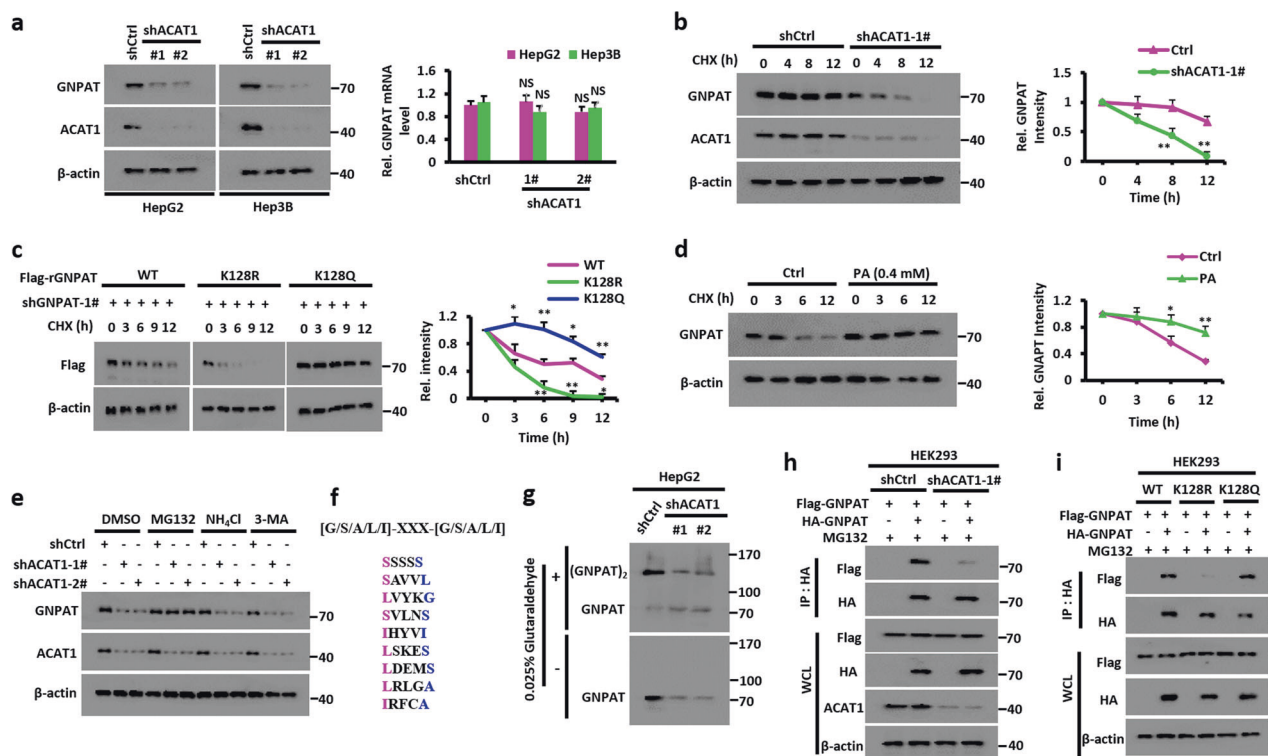 a
shCtrl
shACAT1
#1 #2
shCtrl
shACAT1
#1 #2
GNPAT
70
ACAT1
40
β-actin
40
HepG2
Hep3B
HepG2
Hep3B
Rel. GNPAT mRNA
level
1.6
1.2
0.8
0.4
0
NS
NS
NS
NS
shCtrl
1#
2#
shACAT1
b
shCtrl
shACAT1-1#
CHX (h)
0 4 8 12 0 4 8 12
GNPAT
70
ACAT1
40
β-actin
40
Ctrl
shACAT1-1#
Rel. GNPAT
Intensity
1.5
1
0.5
0
**
**
0 4 8 12
Time (h)
c
Flag-rGNPAT
WT
K128R
K128Q
shGNPAT-1#
+ + + + + + + + + + + + + + +
CHX (h)
0 3 6 9 12 0 3 6 9 12 0 3 6 9 12
Flag
70
β-actin
40
WT
K128R
K128Q
Rel. intensity
1.2
0.8
0.4
0
* ** * **
** ** *
0 3 6 9 12
Time (h)
d
Ctrl
PA (0.4 mM)
CHX (h)
0 3 6 12 0 3 6 12
GNPAT
70
β-actin
40
Ctrl
PA
Rel. GNAPT Intensity
1.6
1.2
0.8
0.4
0
* **
0 3 6 12
Time (h)
e
DMSO MG132 NH4Cl 3-MA
shCtrl
+ - - + - - + - - + - -
shACAT1-1#
- + - - + - - + - - + -
shACAT1-2#
- - + - - + - - + - - +
GNPAT
70
ACAT1
40
β-actin
40
f
[G/S/A/L/I]-XXX-[G/S/A/L/I]
SSSSS
SAVVL
LVYKG
SVLNS
IHYVI
LSKES
LDEMS
LRLGA
IRFCA
g
HepG2
shCtrl
shACAT1
#1 #2
0.025% Glutaraldehyde
+
(GNPAT)2
GNPAT
170
100
70
-
GNPAT
170
100
70
h
HEK293
shCtrl shACAT1-1#
Flag-GNPAT
+ + + +
HA-GNPAT
- + - +
MG132
+ + + +
IP : HA
Flag
70
HA
70
WCL
Flag
70
HA
70
ACAT1
40
β-actin
40
i
HEK293
WT K128R K128Q
Flag-GNPAT
+ + + + + +
HA-GNPAT
- + - + - +
MG132
+ + + + + +
IP : HA
Flag
70
HA
70
WCL
Flag
70
HA
70
β-actin
40